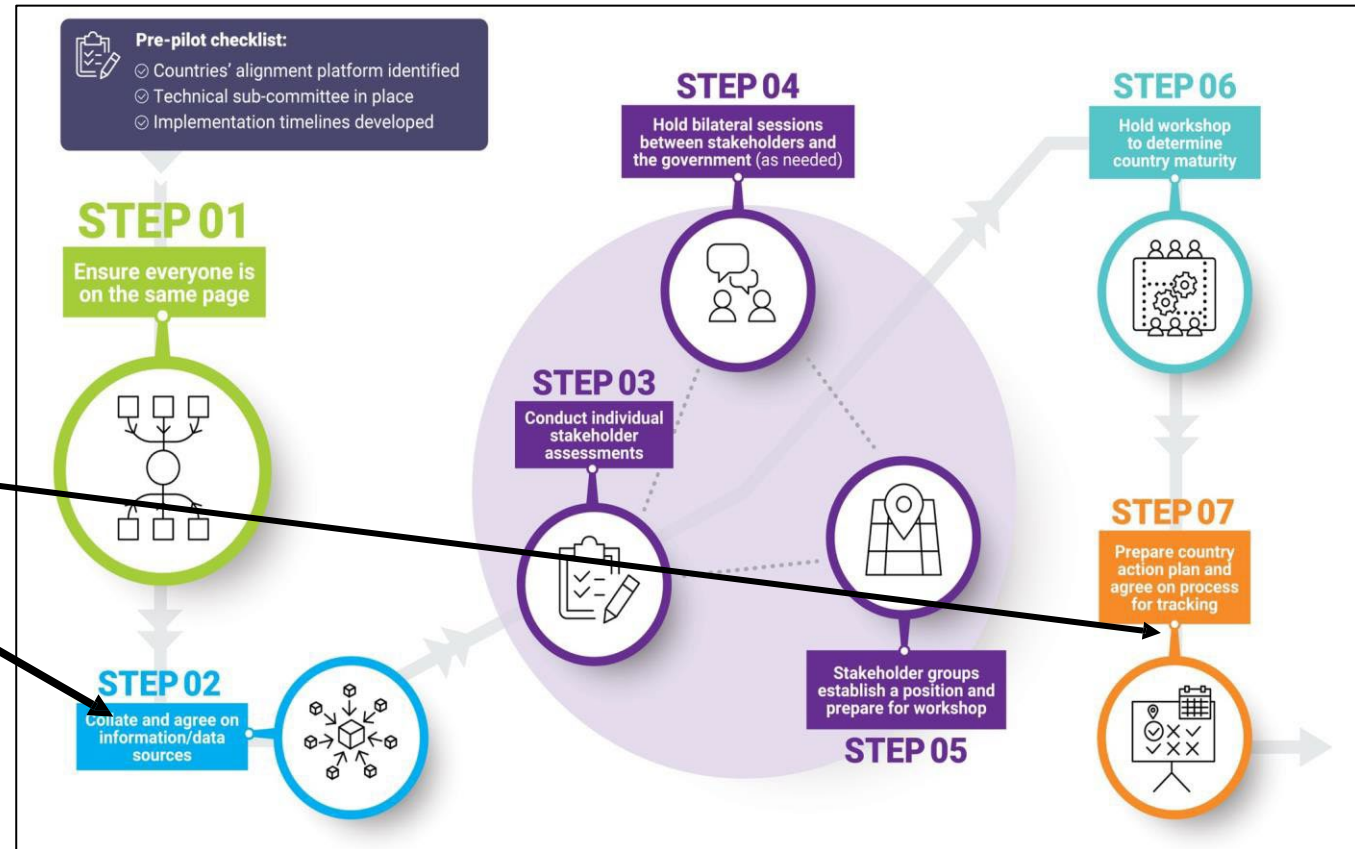 Pre-pilot checklist:
Countries' alignment platform identified
Technical sub-committee in place
Implementation timelines developed
STEP 01
Ensure everyone is
on the same page
STEP 02
Collate and agree on
information/data
sources
STEP 03
Conduct individual
stakeholder
assessments
STEP 04
Hold bilateral sessions
between stakeholders and
the government (as needed)
Stakeholder groups
establish a position and
prepare for workshop
STEP 05
STEP 06
Hold workshop
to determine
country maturity
STEP 07
Prepare country
action plan and
agree on process
for tracking